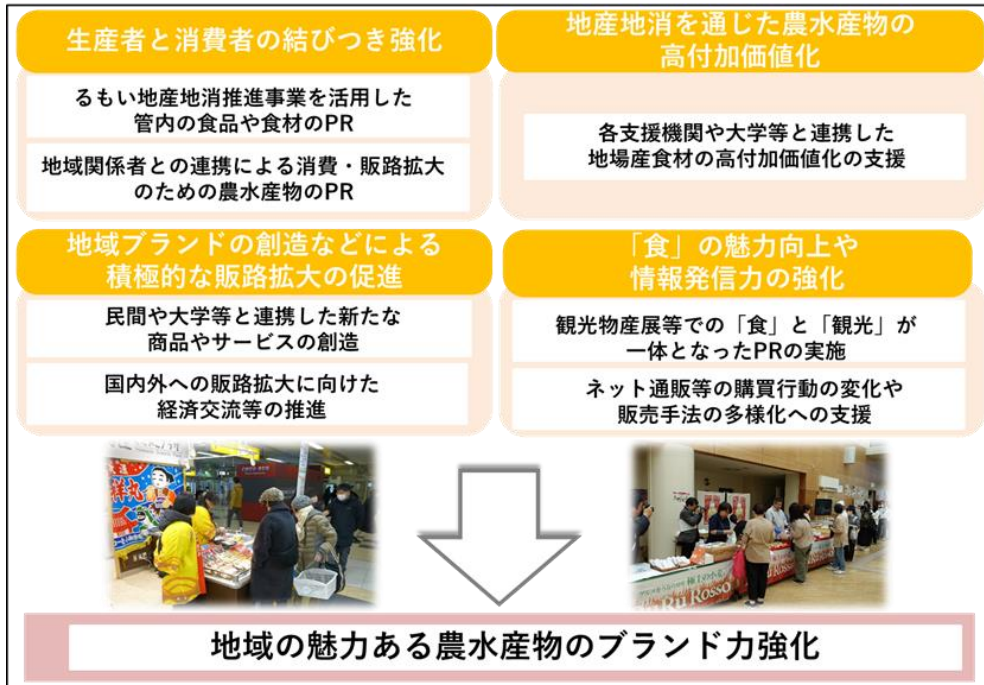 生産者と消費者の結びつき強化
るもい地産地消推進事業を活用した
管内の食品や食材のPR
地域関係者との連携による消費・販路拡大
のための農水産物のPR
地産地消を通じた農水産物の
高付加価値化
各支援機関や大学等と連携した
地場産食材の高付加価値化の支援
地域ブランドの創造などによる
積極的な販路拡大の促進
民間や大学等と連携した新たな
商品やサービスの創造
国内外への販路拡大に向けた
経済交流等の推進
「食」の魅力向上や
情報発信力の強化
観光物産展等での「食」と「観光」が
一体となったPRの実施
ネット通販等の購買行動の変化や
販売手法の多様化への支援
祥丸
Ru Rosso
地域の魅力ある農水産物のブランド力強化